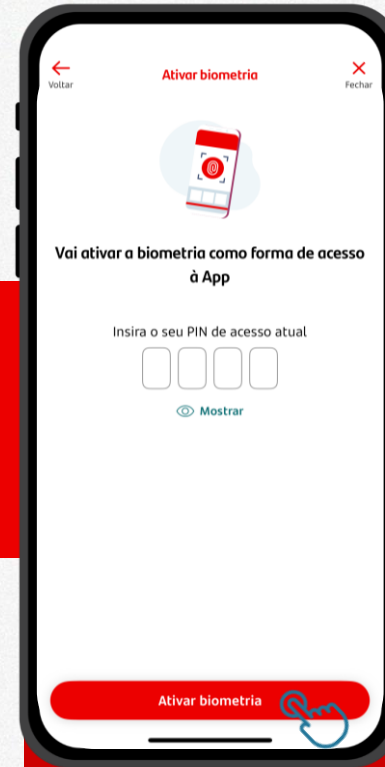 Ativar biometria
Voltar
Fechar
Vai ativar a biometria como forma de acesso
à App
Insira o seu PIN de acesso atual
Mostrar
Ativar biometria